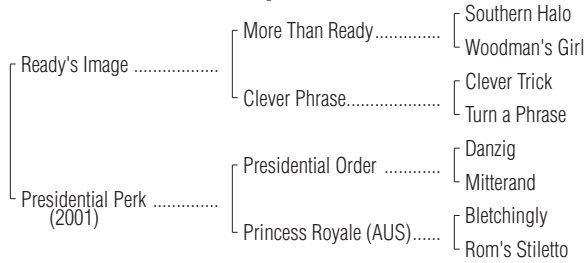 Southern Halo
More Than Ready...............
Woodman's Girl
Ready's Image .................
Clever Trick
Clever Phrase.....................
Turn a Phrase
Danzig
Presidential Order ............
Mitterand
Presidential Perk ..............
(2001)
Bletchingly
Princess Royale (AUS)......
Rom's Stiletto